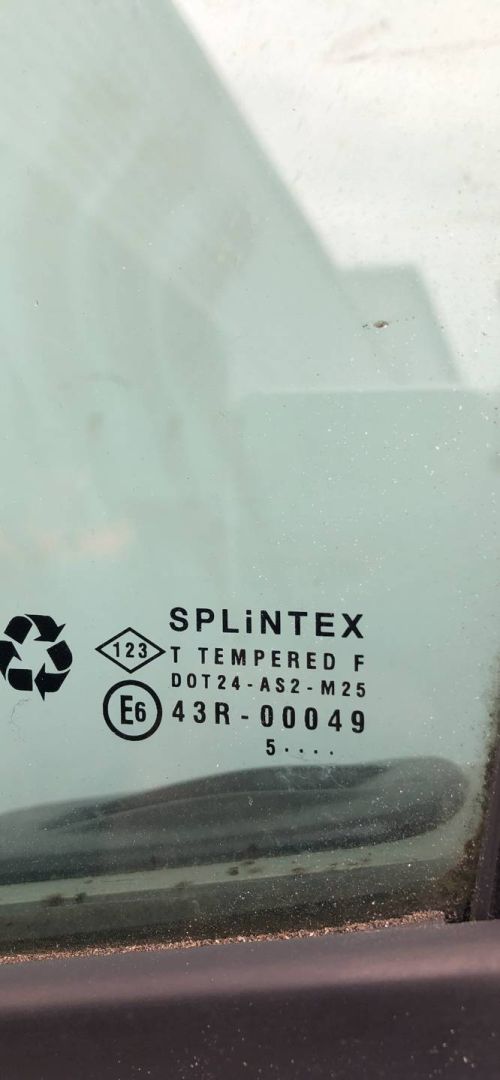 SPLiNTEX
123 T TEMPERED F
DOT24-AS2-M25
E6 43R-00049
5····